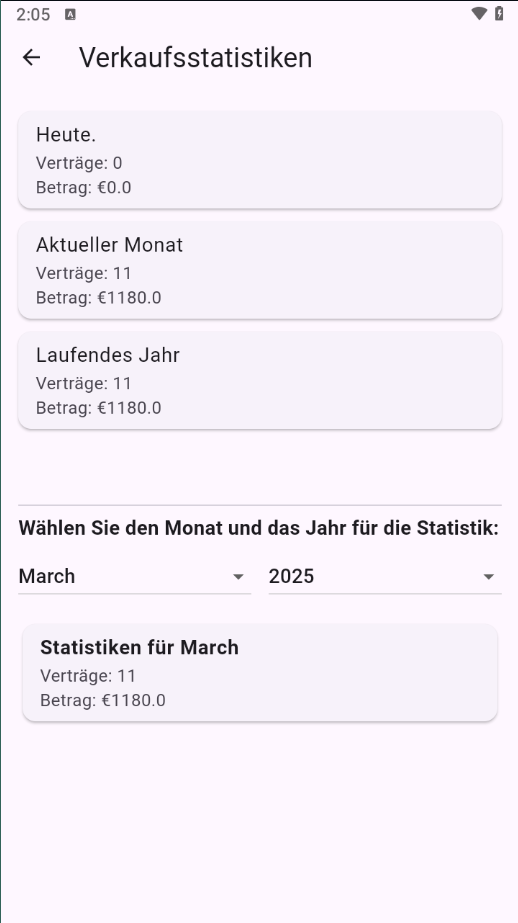 2:05
A
Verkaufsstatistiken
Heute.
Verträge: 0
Betrag: €0.0
Aktueller Monat
Verträge: 11
Betrag: €1180.0
Laufendes Jahr
Verträge: 11
Betrag: €1180.0
Wählen Sie den Monat und das Jahr für die Statistik:
March 2025
Statistiken für March
Verträge: 11
Betrag: €1180.0